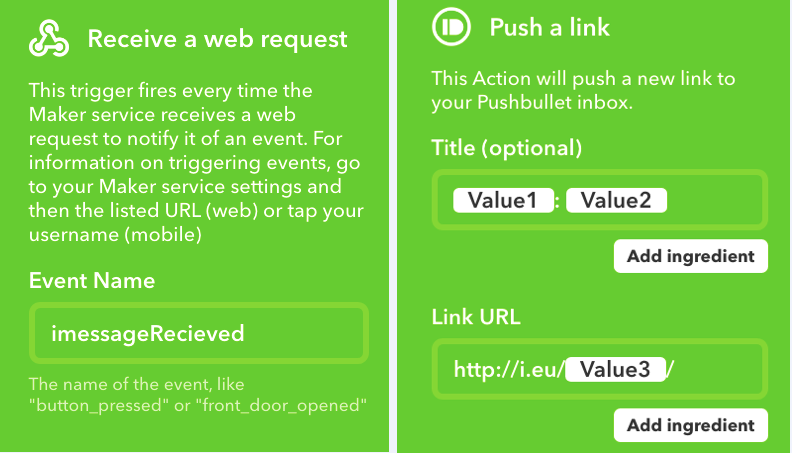 Receive a web request
This trigger fires every time the
Maker service receives a web
request to notify it of an event. For
information on triggering events, go
to your Maker service settings and
then the listed URL (web) or tap your
username (mobile)
Event Name
imessageRecieved
The name of the event, like
"button_pressed" or "front_door_opened"
Push a link
This Action will push a new link to
your Pushbullet inbox.
Title (optional)
Value1: Value2
Add ingredient
Link URL
http://i.eu/Value3/
Add ingredient